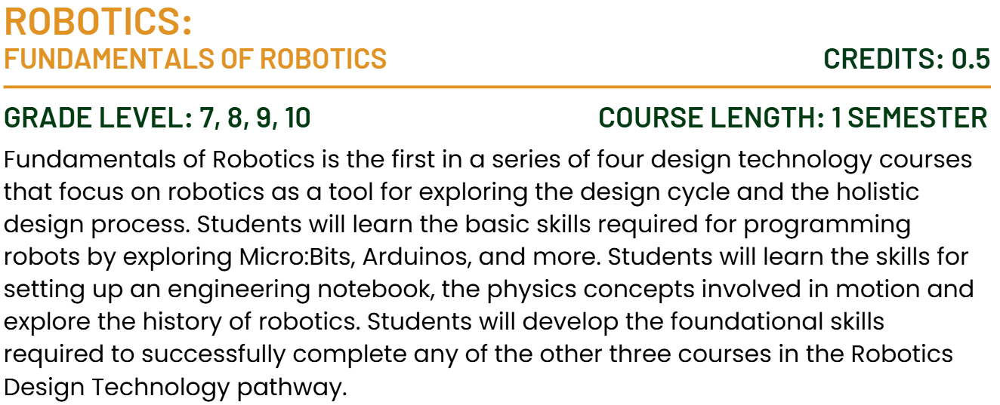 ROBOTICS:
FUNDAMENTALS OF ROBOTICS
CREDITS: 0.5
GRADE LEVEL: 7, 8, 9, 10
COURSE LENGTH: 1 SEMESTER
Fundamentals of Robotics is the first in a series of four design technology courses
that focus on robotics as a tool for exploring the design cycle and the holistic
design process. Students will learn the basic skills required for programming
robots by exploring Micro:Bits, Arduinos, and more. Students will learn the skills for
setting up an engineering notebook, the physics concepts involved in motion and
explore the history of robotics. Students will develop the foundational skills
required to successfully complete any of the other three courses in the Robotics
Design Technology pathway.